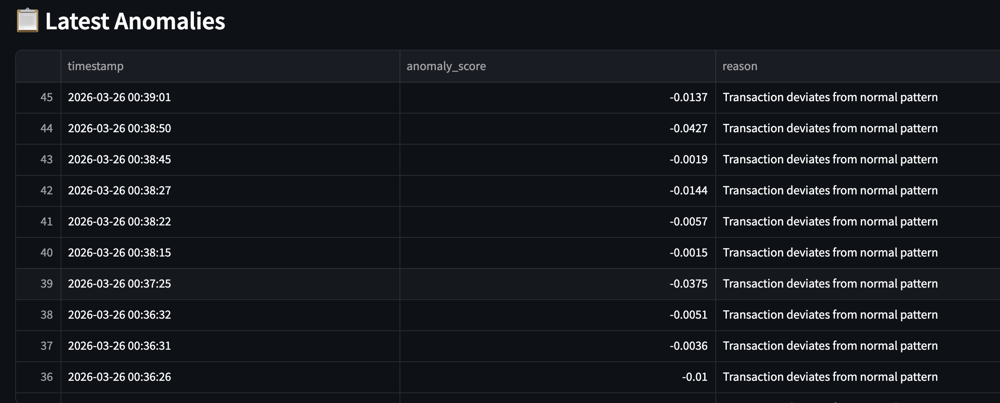 Latest Anomalies
timestamp anomaly_score reason
45 2026-03-26 00:39:01 -0.0137 Transaction deviates from normal pattern
44 2026-03-26 00:38:50 -0.0427 Transaction deviates from normal pattern
43 2026-03-26 00:38:45 -0.0019 Transaction deviates from normal pattern
42 2026-03-26 00:38:27 -0.0144 Transaction deviates from normal pattern
41 2026-03-26 00:38:22 -0.0057 Transaction deviates from normal pattern
40 2026-03-26 00:38:15 -0.0015 Transaction deviates from normal pattern
39 2026-03-26 00:37:25 -0.0375 Transaction deviates from normal pattern
38 2026-03-26 00:36:32 -0.0051 Transaction deviates from normal pattern
37 2026-03-26 00:36:31 -0.0036 Transaction deviates from normal pattern
36 2026-03-26 00:36:26 -0.01 Transaction deviates from normal pattern